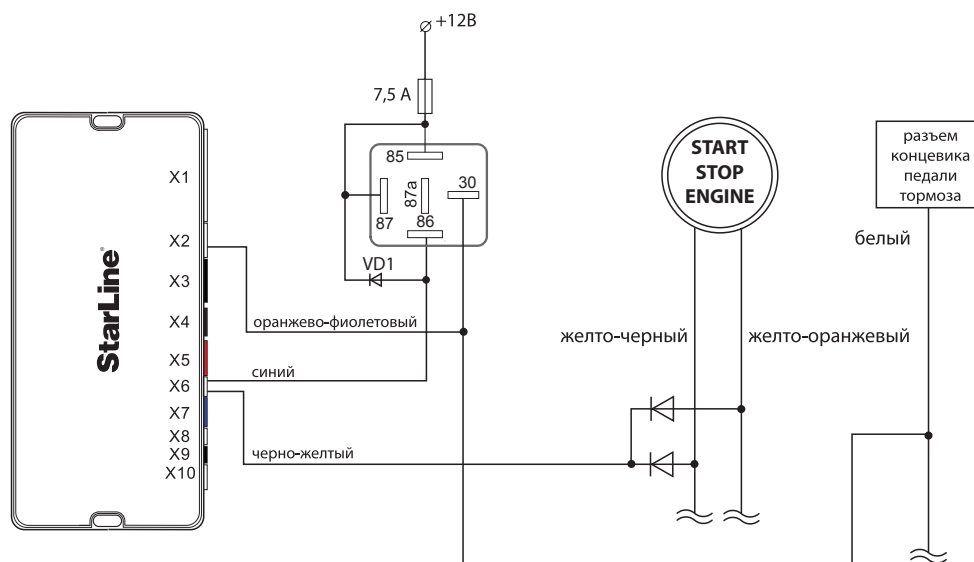 +12В
7,5 А
85
30
87а
87
86
VD1
X1
X2
X3
X4
X5
X6
X7
X8
X9
X10
StarLine
оранжево-фиолетовый
синий
черно-желтый
START
STOP
ENGINE
желто-черный
желто-оранжевый
разъем
концевика
педали
тормоза
белый